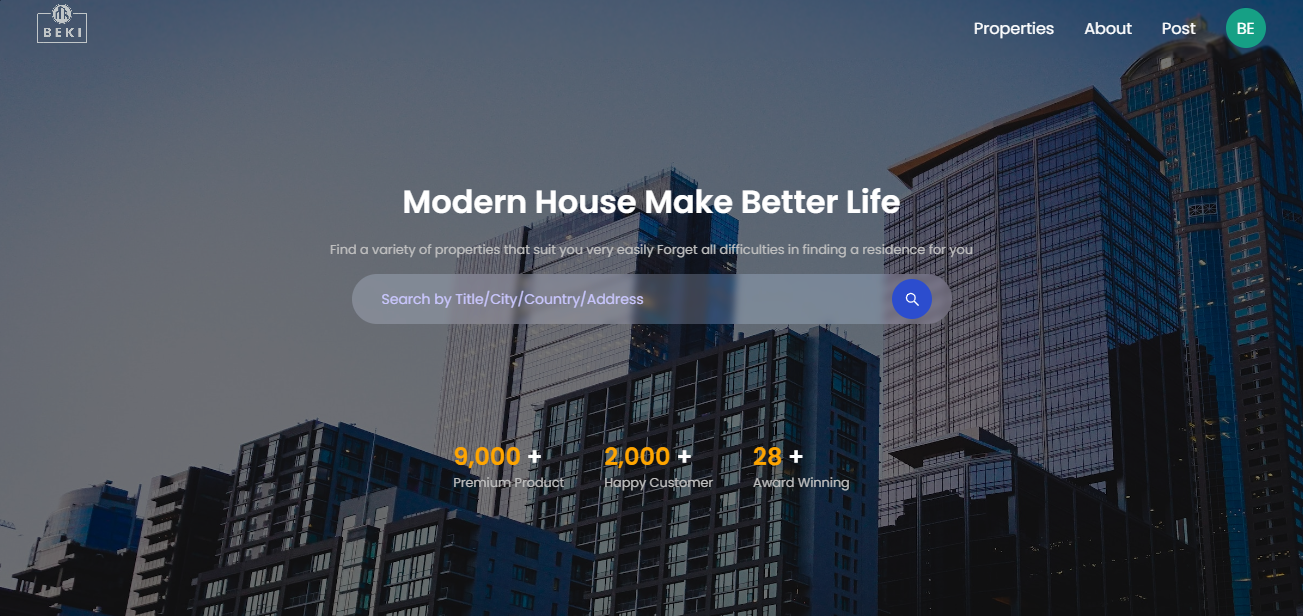 BEKI
Properties About Post BE
Modern House Make Better Life
Find a variety of properties that suit you very easily Forget all difficulties in finding a residence for you
Search by Title/City/Country/Address
9,000 + 2,000 + 28 +
Premium Product Happy Customer Award Winning